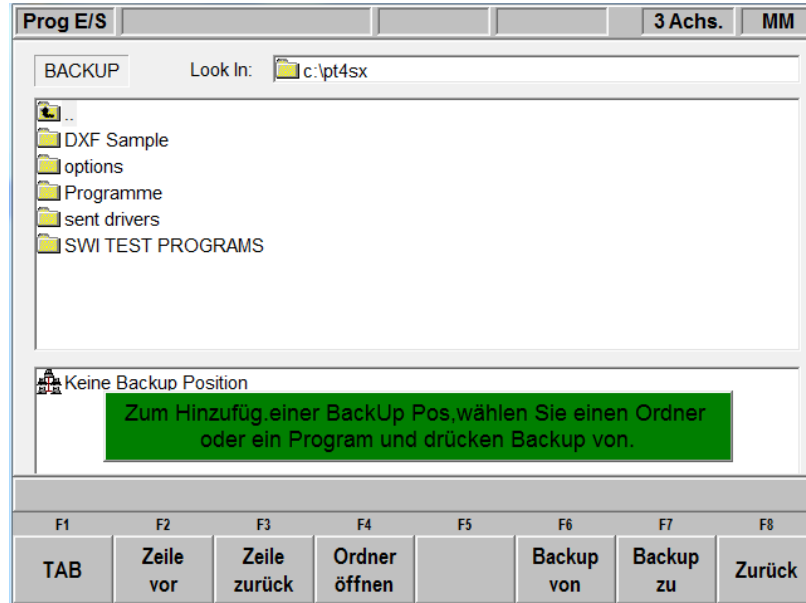 Prog E/S 3 Achs. MM
BACKUP Look In: c:\pt4sx
..
DXF Sample
options
Programme
sent drivers
SWI TEST PROGRAMS
Keine Backup Position
Zum Hinzufüg.einer BackUp Pos,wählen Sie einen Ordner
oder ein Program und drücken Backup von.
F1 F2 F3 F4 F5 F6 F7 F8
TAB Zeile vor Zeile zurück Ordner öffnen Backup von Backup zu Zurück